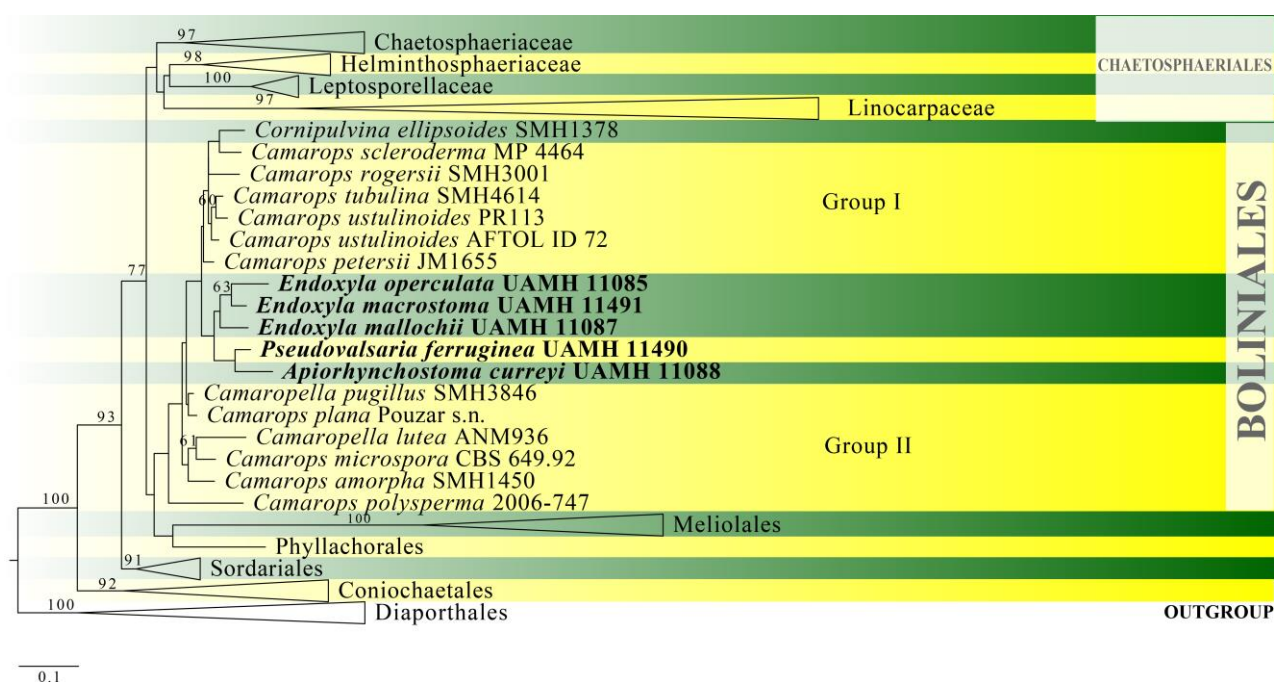 97
Chaetosphaeriaceae
98
Helminthosphaeriaceae
CHAETOSPHAERIALES
100
Leptosporellaceae
97
Linocarpaceae
Cornipulvina ellipsoides SMH1378
Camarops scleroderma MP 4464
Camarops rogersii SMH3001
60
Camarops tubulina SMH4614
Group I
Camarops ustulinoides PR113
Camarops ustulinoides AFTOL ID 72
Camarops petersii JM1655
77
63
Endoxyla operculata UAMH 11085
Endoxyla macrostoma UAMH 11491
Endoxyla mallochii UAMH 11087
Pseudovalsaria ferruginea UAMH 11490
Apiorhynchostoma curreyi UAMH 11088
BOLINIALES
Camaropella pugillus SMH3846
93
Camarops plana Pouzar s.n.
61
Camaropella lutea ANM936
Group II
Camarops microspora CBS 649.92
Camarops amorpha SMH1450
100
Camarops polysperma 2006-747
100
Meliolales
Phyllachorales
91
Sordariales
92
Coniochaetales
100
Diaporthales
OUTGROUP
0.1